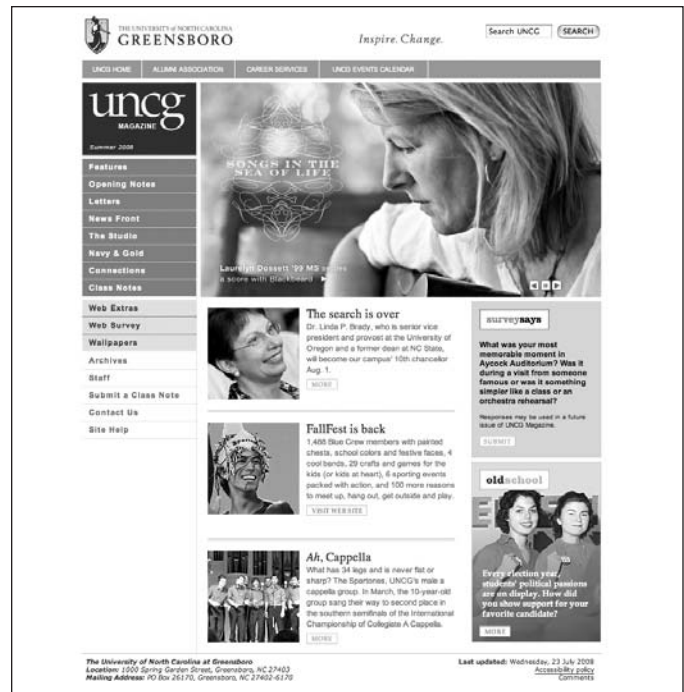 THE UNIVERSITY of NORTH CAROLINA
GREENSBORO
Inspire. Change.
Search UNCG
SEARCH
UNCG HOME
ALUMNI ASSOCIATION
CAREER SERVICES
UNCG EVENTS CALENDAR
uncg
MAGAZINE
Summer 2008
Features
Opening Notes
Letters
News Front
The Studio
Navy & Gold
Connections
Class Notes
Web Extras
Web Survey
Wallpapers
Archives
Staff
Submit a Class Note
Contact Us
Site Help
SONGS IN THE
SEA OF LIFE
Laurelyn Dossett '99 MS
a score with Blackbeard
The search is over
Dr. Linda P. Brady, who is senior vice
president and provost at the University of
Oregon and a former dean at NC State,
will become our campus' 10th chancellor
Aug. 1.
MORE
FallFest is back
1,488 Blue Crew members with painted
chests, school colors and festive faces, 4
cool bands, 29 crafts and games for the
kids (or kids at heart), 6 sporting events
packed with action, and 100 more reasons
to meet up, hang out, get outside and play.
VISIT WEB SITE
Ah, Cappella
What has 34 legs and is never flat or
sharp? The Spartones, UNCG's male a
cappella group. In March, the 10-year-old
group sang their way to second place in
the southern semifinals of the International
Championship of Collegiate A Cappella.
MORE
surveysays
What was your most
memorable moment in
Aycock Auditorium? Was it
during a visit from someone
famous or was it something
simpler like a class or an
orchestra rehearsal?
Responses may be used in a future
issue of UNCG Magazine.
SUBMIT
oldschool
Every election year,
students' political passions
are on display. How did
you show support for your
favorite candidate?
MORE
The University of North Carolina at Greensboro
Location: 1000 Spring Garden Street, Greensboro, NC 27403
Mailing Address: PO Box 26170, Greensboro, NC 27402-6170
Last updated: Wednesday, 23 July 2008
Accessibility policy
Comments